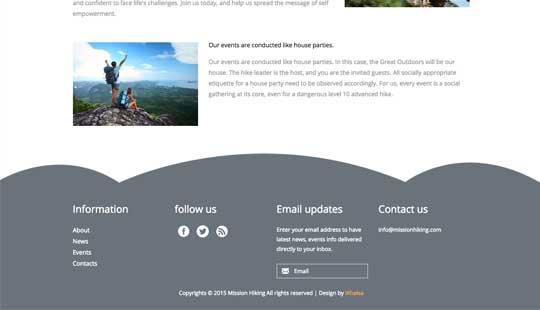 and confident to face life's challenges. Join us today, and help us spread the message of self
empowerment.
Our events are conducted like house parties.
Our events are conducted like house parties. In this case, the Great Outdoors will be our
house. The hike leader is the host, and you are the invited guests. All socially appropriate
etiquette for a house party need to be observed accordingly. For us, every event is a social
gathering at its core, even for a dangerous level 10 advanced hike.
Information
About
News
Events
Contacts
follow us
Email updates
Enter your email address to have
latest news, events info delivered
directly to your inbox.
Email
Contact us
info@missionhiking.com
Copyrights © 2015 Mission Hiking All rights reserved | Design by Whalea